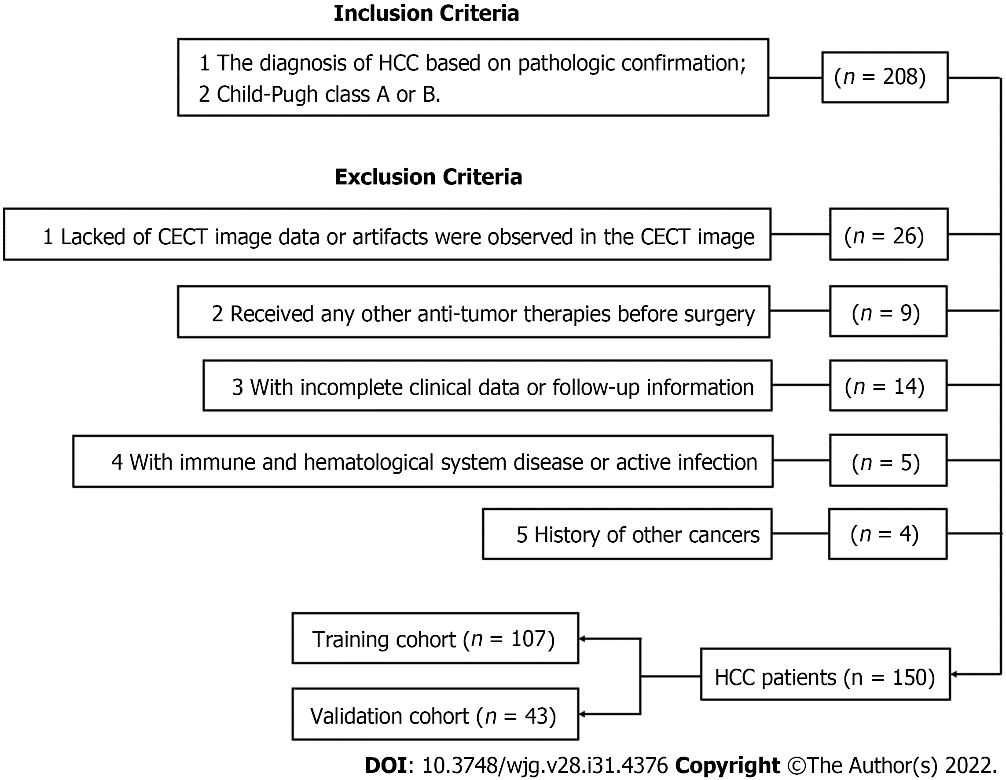 Inclusion Criteria
1 The diagnosis of HCC based on pathologic confirmation;
2 Child-Pugh class A or B.
(n = 208)
Exclusion Criteria
1 Lacked of CECT image data or artifacts were observed in the CECT image
(n = 26)
2 Received any other anti-tumor therapies before surgery
(n = 9)
3 With incomplete clinical data or follow-up information
(n = 14)
4 With immune and hematological system disease or active infection
(n = 5)
5 History of other cancers
(n = 4)
Training cohort (n = 107)
HCC patients (n = 150)
Validation cohort (n = 43)
DOI: 10.3748/wjg.v28.i31.4376 Copyright ©The Author(s) 2022.